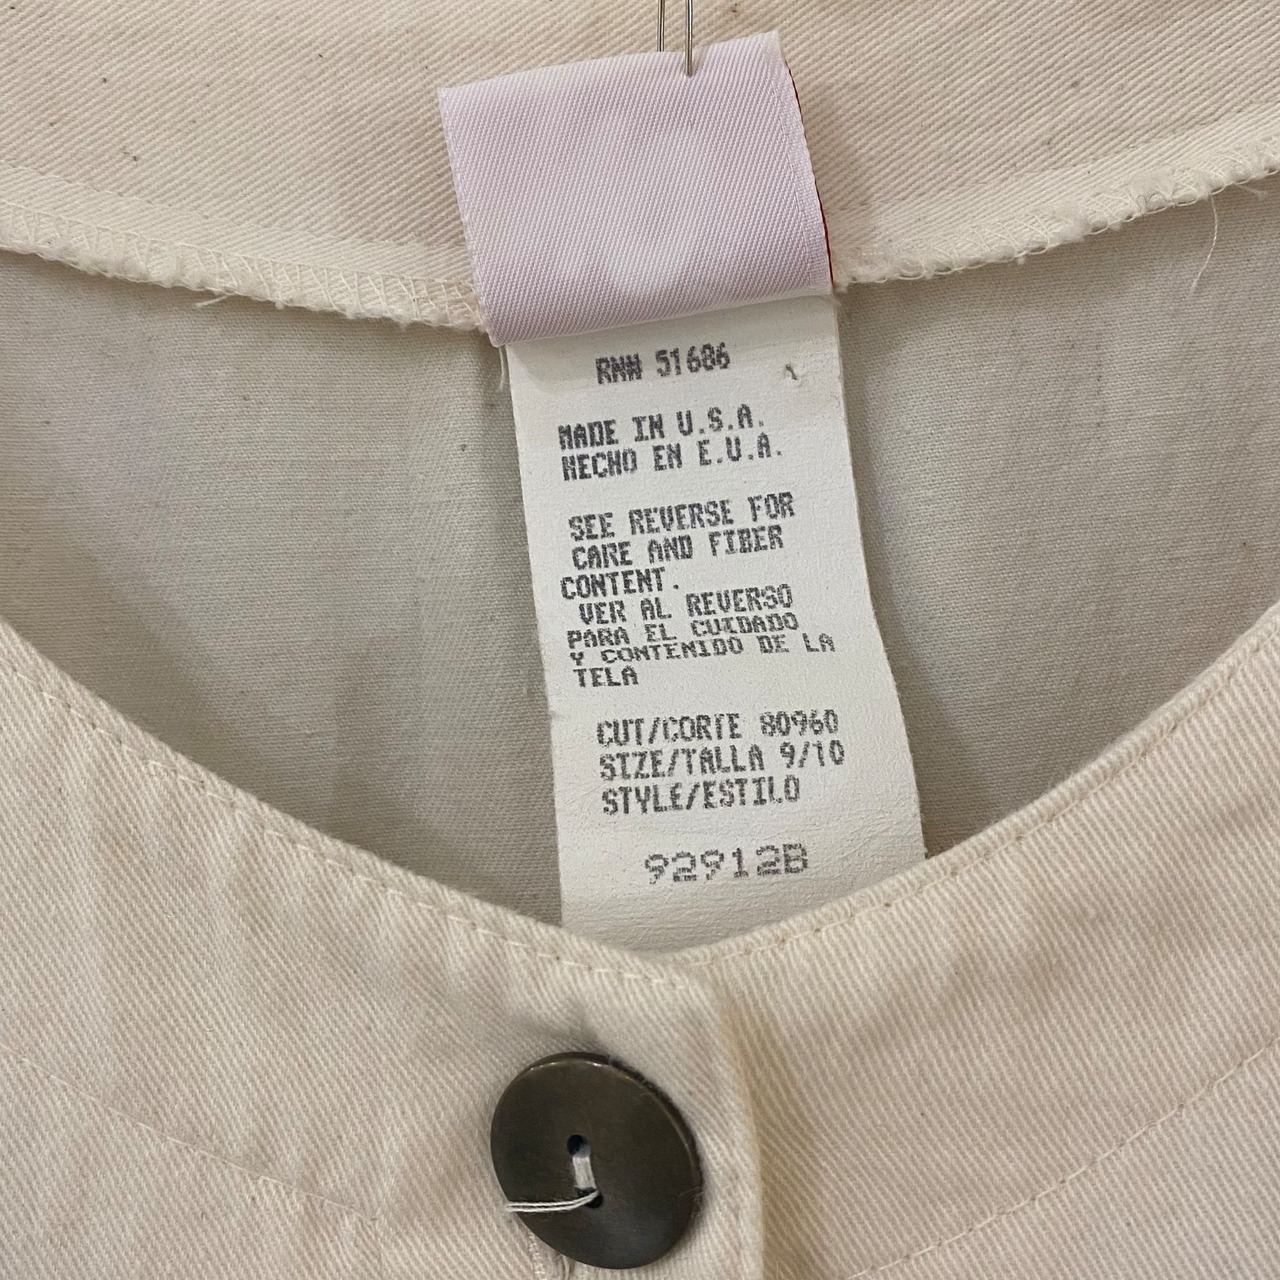 RN# 51686
MADE IN U.S.A.
HECHO EN E.U.A.
SEE REVERSE FOR
CARE AND FIBER
CONTENT.
VER AL REVERSO
PARA EL CUIDADO
Y CONTENIDO DE LA
TELA
CUT/CORTE 80960
SIZE/TALLA 9/10
STYLE/ESTILO
92912B